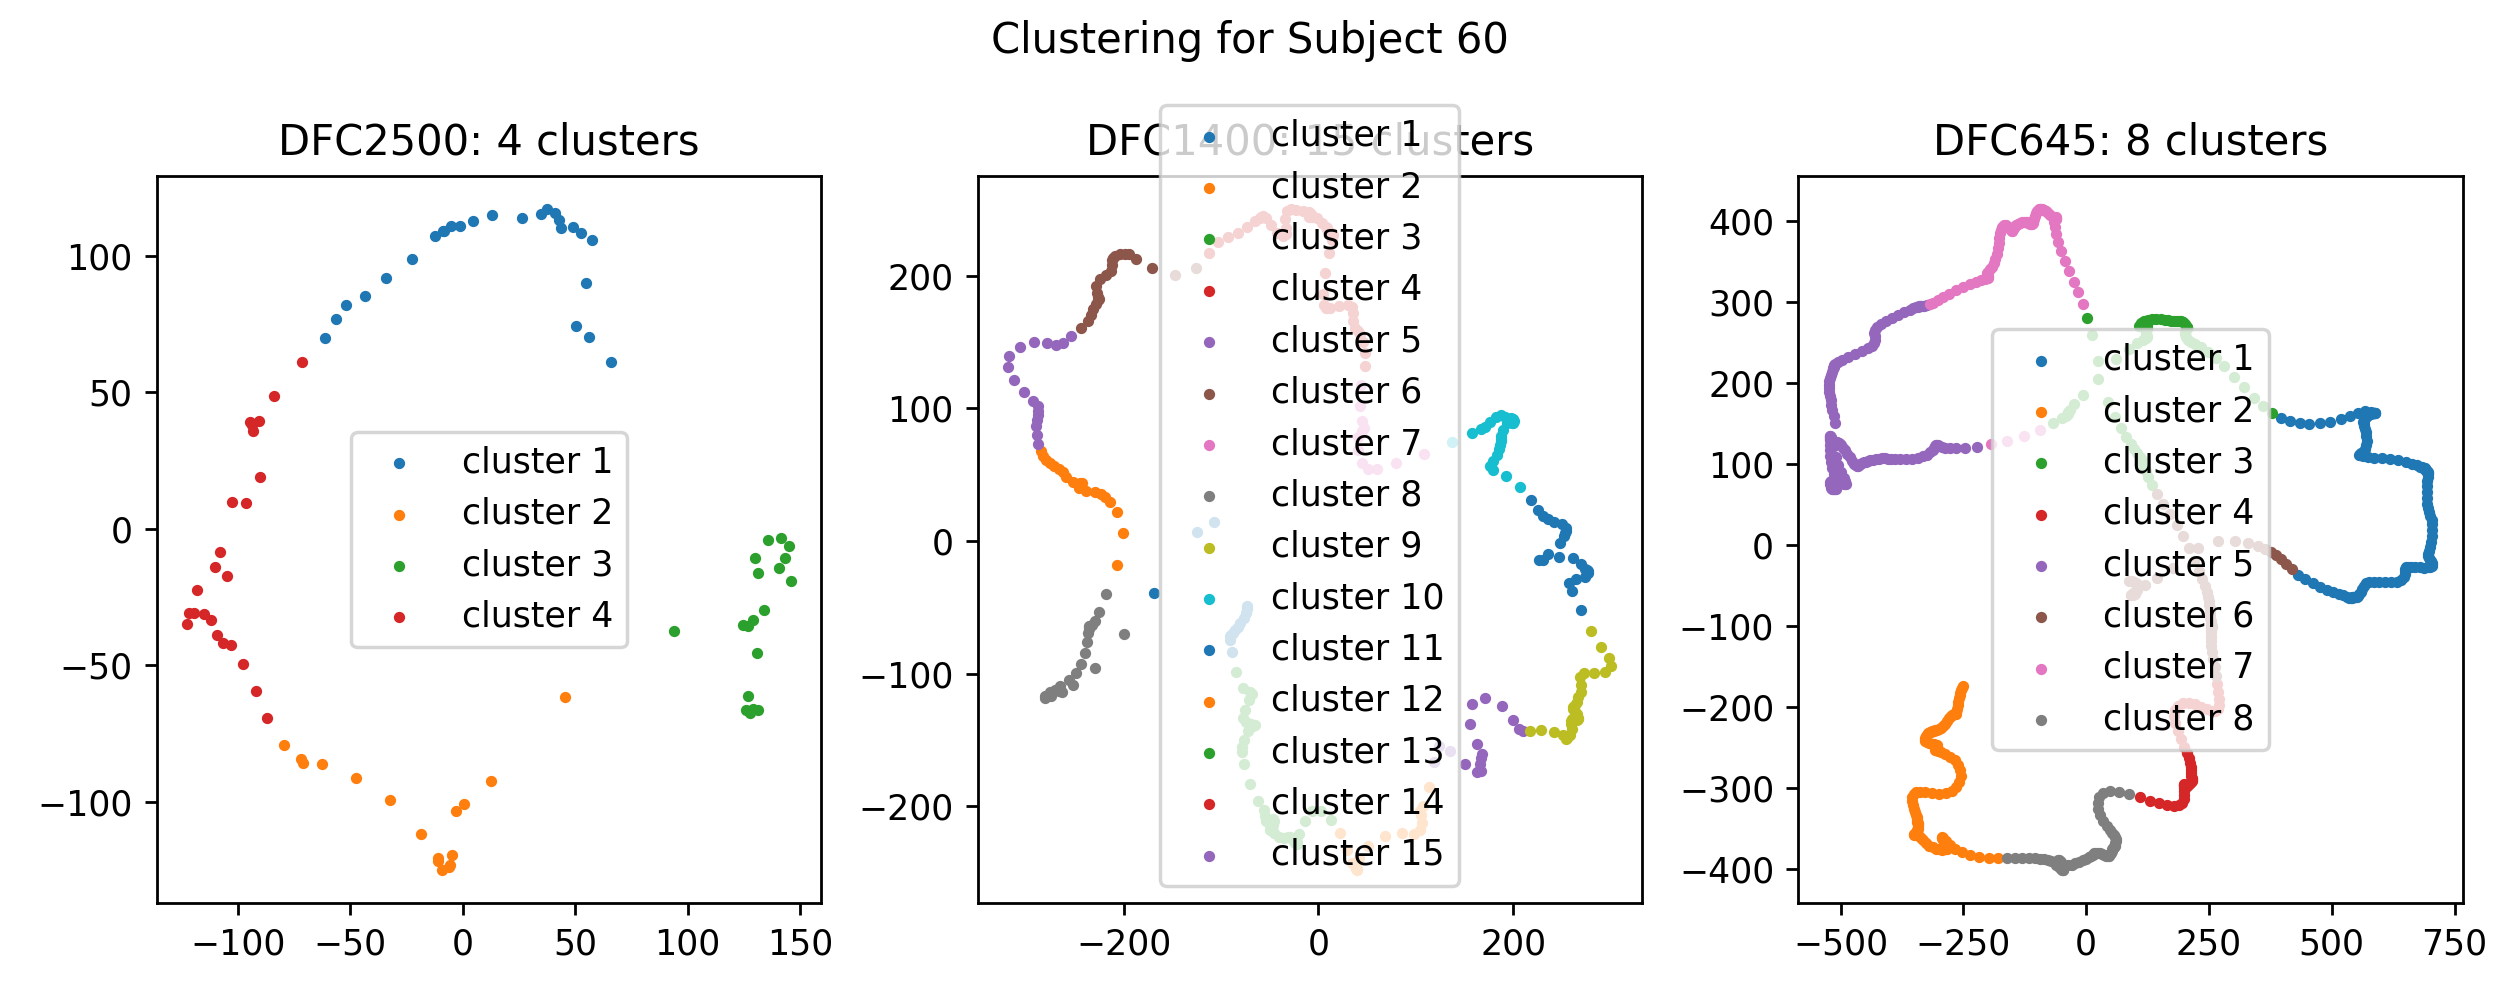 Clustering for Subject 60
DFC2500: 4 clusters
100
50
0
−50
−100
−100
−50
0
50
100
150
cluster 1
cluster 2
cluster 3
cluster 4
DFC1400: 15 clusters
200
100
0
−100
−200
−200
0
200
cluster 1
cluster 2
cluster 3
cluster 4
cluster 5
cluster 6
cluster 7
cluster 8
cluster 9
cluster 10
cluster 11
cluster 12
cluster 13
cluster 14
cluster 15
DFC645: 8 clusters
400
300
200
100
0
−100
−200
−300
−400
−500
−250
0
250
500
750
cluster 1
cluster 2
cluster 3
cluster 4
cluster 5
cluster 6
cluster 7
cluster 8